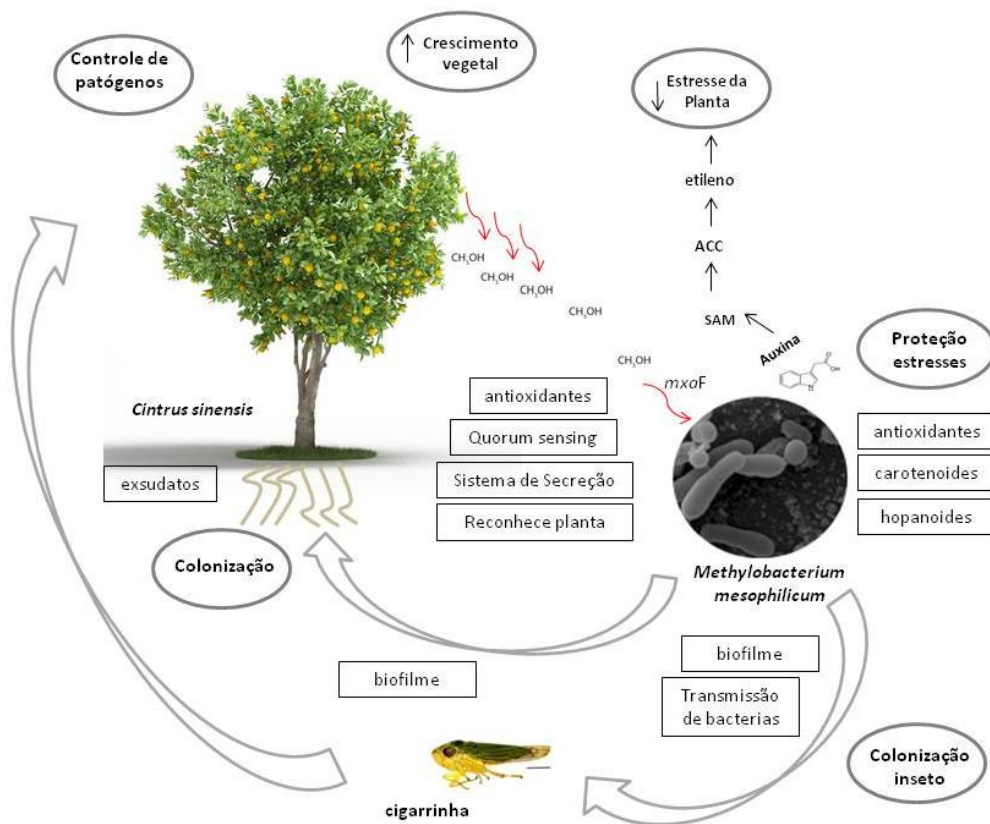 Controle de
patógenos
↑ Crescimento
vegetal
↓ Estresse da
Planta
etileno
ACC
SAM
Auxina
O
OH
N
H
Proteção
estresses
CH₃OH
CH₃OH
CH₃OH
CH₃OH
CH₃OH
mxaF
Cintrus sinensis
exsudatos
antioxidantes
Quorum sensing
Sistema de Secreção
Reconhece planta
antioxidantes
carotenoides
hopanoides
Colonização
Methylobacterium
mesophilicum
biofilme
biofilme
Transmissão
de bacterias
Colonização
inseto
cigarrinha